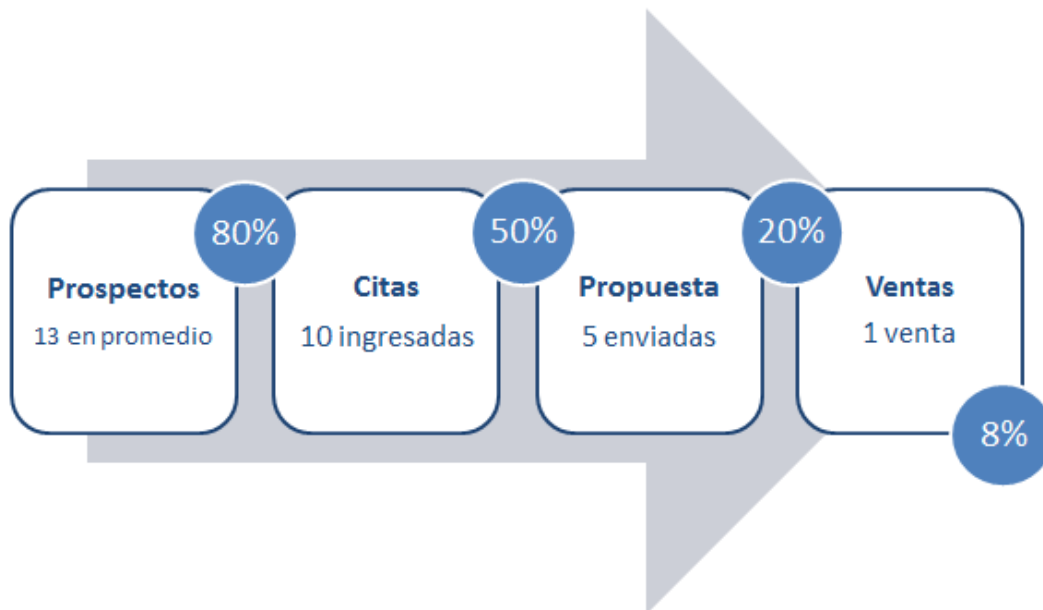 80%
50%
20%
Prospectos
13 en promedio
Citas
10 ingresadas
Propuesta
5 enviadas
Ventas
1 venta
8%